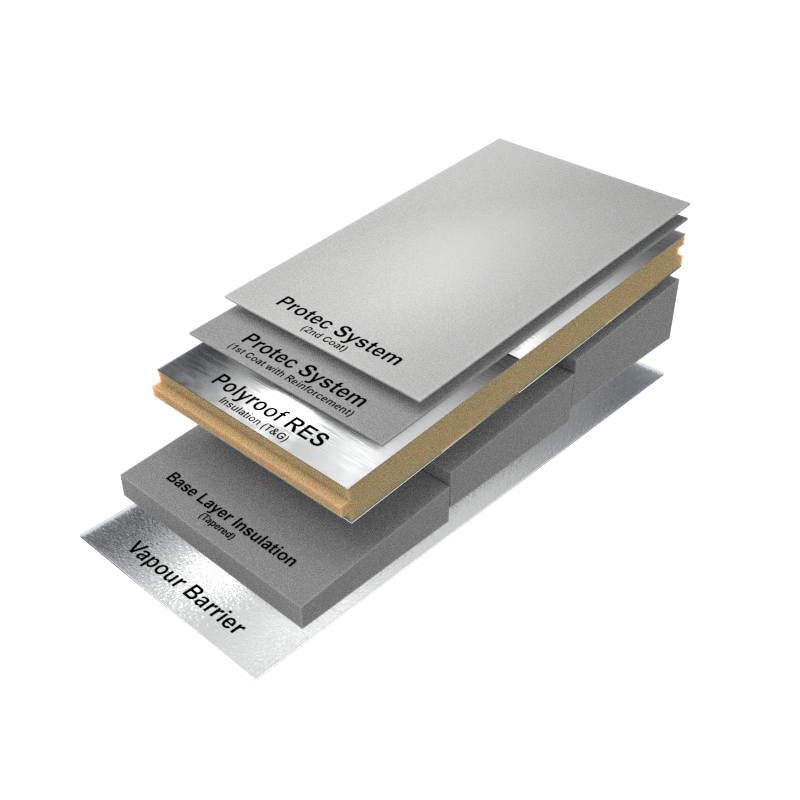 Protec System
(2nd Coat)
Protec System
(1st Coat with Reinforcement)
Polyroof RES
Insulation (T&G)
Base Layer Insulation
(Tapered)
Vapour Barrier